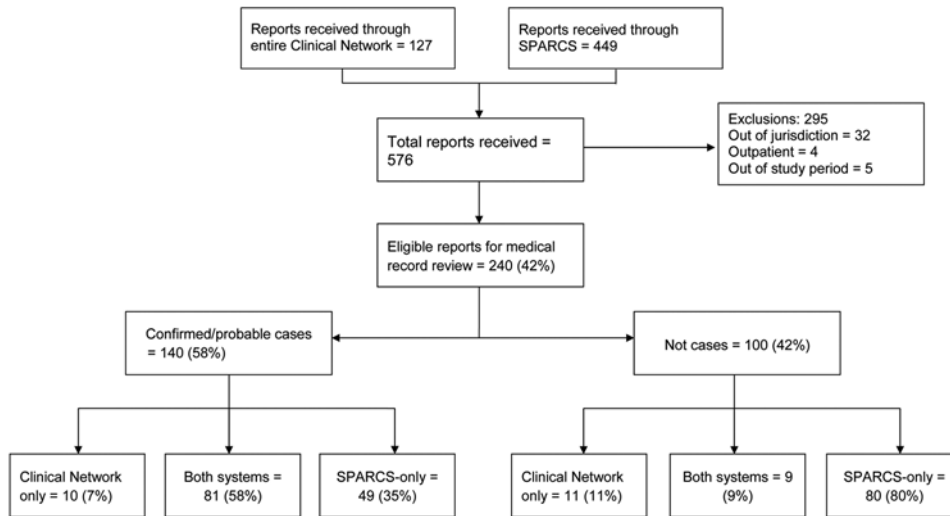 Reports received through
entire Clinical Network = 127
Reports received through
SPARCS = 449
Total reports received =
576
Exclusions: 295
Out of jurisdiction = 32
Outpatient = 4
Out of study period = 5
Eligible reports for medical
record review = 240 (42%)
Confirmed/probable cases
= 140 (58%)
Not cases = 100 (42%)
Clinical Network
only = 10 (7%)
Both systems =
81 (58%)
SPARCS-only =
49 (35%)
Clinical Network
only = 11 (11%)
Both systems = 9
(9%)
SPARCS-only =
80 (80%)